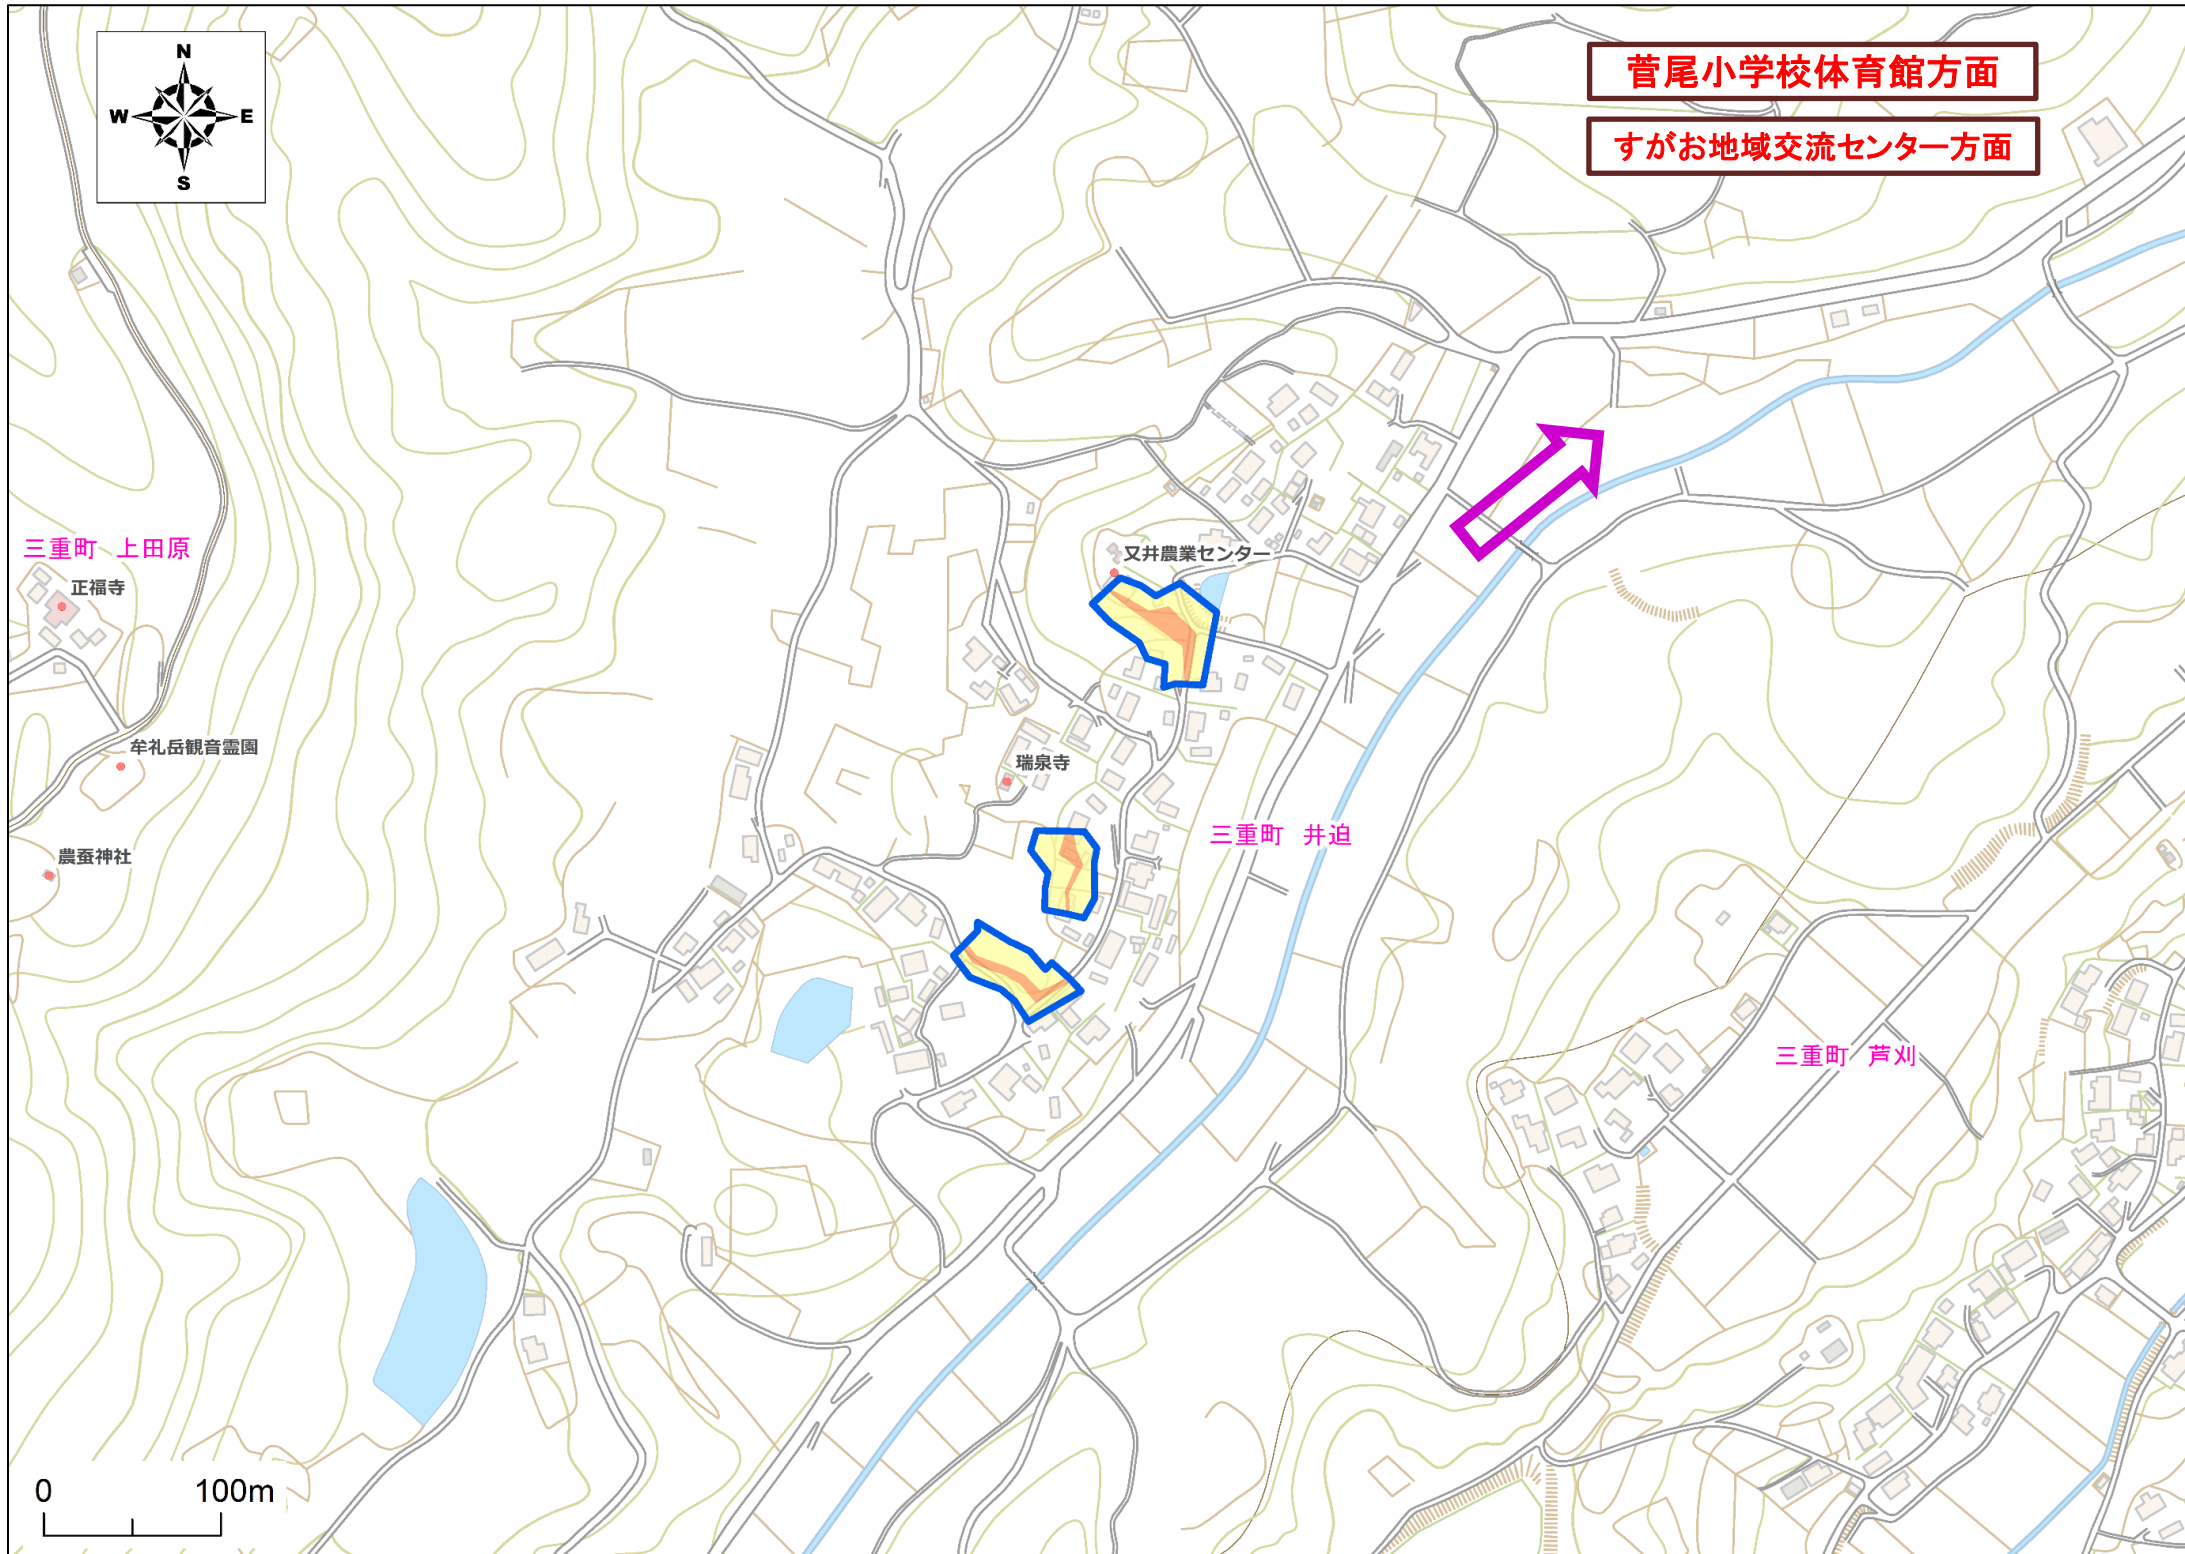 菅尾小学校体育館方面
すがお地域交流センター方面
N
W
E
S
三重町 上田原
正福寺
又井農業センター
牟礼岳観音霊園
瑞泉寺
三重町 井迫
農蚕神社
三重町 芦刈
0
100m